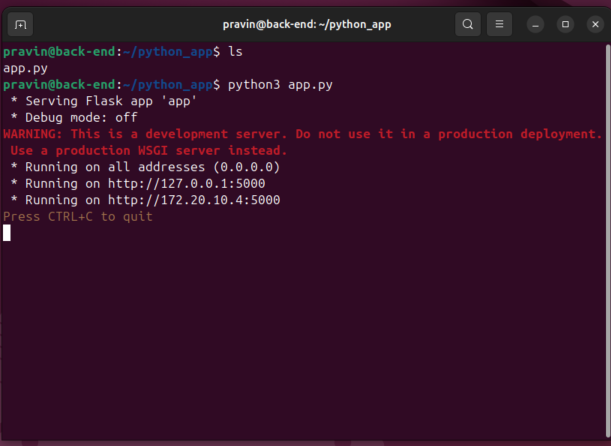 pravin@back-end: ~/python_app
pravin@back-end:~/python_app$ ls
app.py
pravin@back-end:~/python_app$ python3 app.py
 * Serving Flask app 'app'
 * Debug mode: off
WARNING: This is a development server. Do not use it in a production deployment.
 Use a production WSGI server instead.
 * Running on all addresses (0.0.0.0)
 * Running on http://127.0.0.1:5000
 * Running on http://172.20.10.4:5000
Press CTRL+C to quit